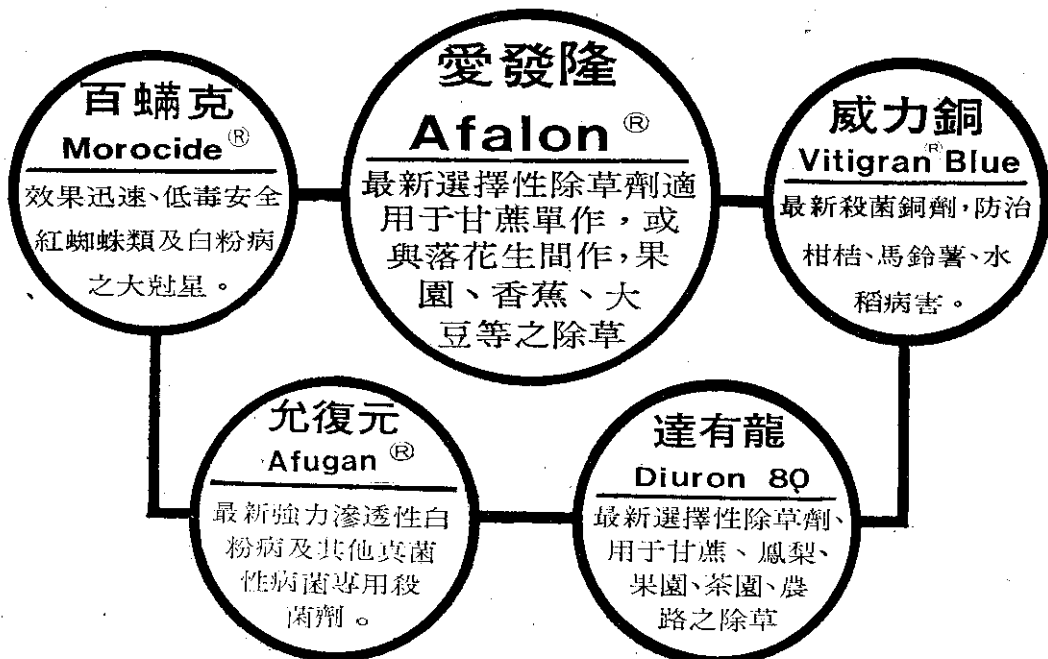 百蟎克
Morocide®
效果迅速、低毒安全
紅蜘蛛類及白粉病
之大尅星。
愛發隆
Afalon®
最新選擇性除草劑適
用于甘蔗單作，或
與落花生間作，果
園、香蕉、大
豆等之除草
威力銅
Vitigran® Blue
最新殺菌銅劑，防治
柑桔、馬鈴薯、水
稻病害。
允復元
Afugan®
最新強力滲透性白
粉病及其他真菌
性病菌專用殺
菌劑。
達有龍
Diuron 80
最新選擇性除草劑、
用于甘蔗、鳳梨、
果園、茶園、農
路之除草